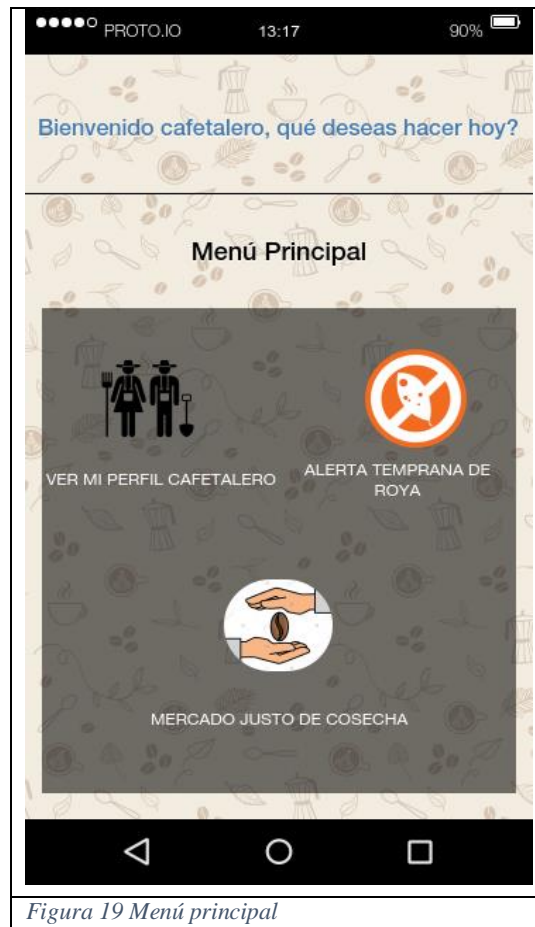 PROTO.IO 13:17 90%
Bienvenido cafetalero, qué deseas hacer hoy?
Menú Principal
VER MI PERFIL CAFETALERO
ALERTA TEMPRANA DE
ROYA
MERCADO JUSTO DE COSECHA
Figura 19 Menú principal